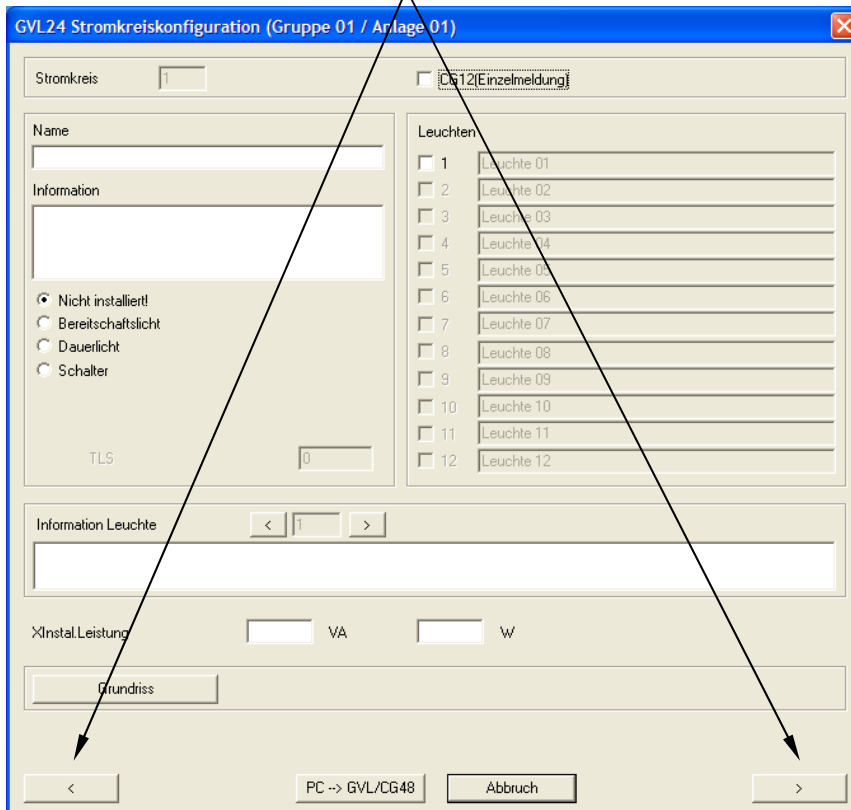 GVL24 Stromkreiskonfiguration (Gruppe 01 / Anlage 01)
Stromkreis 1 CG12(Einzelmeldung)
Name
Information
Nicht installiert!
Bereitschaftslicht
Dauerlicht
Schalter
TLS 0
Leuchten
1 Leuchte 01
2 Leuchte 02
3 Leuchte 03
4 Leuchte 04
5 Leuchte 05
6 Leuchte 06
7 Leuchte 07
8 Leuchte 08
9 Leuchte 09
10 Leuchte 10
11 Leuchte 11
12 Leuchte 12
Information Leuchte < 1 >
XInstal.Leistung VA W
Grundriss
< PC --> GVL/CG48 Abbruch >